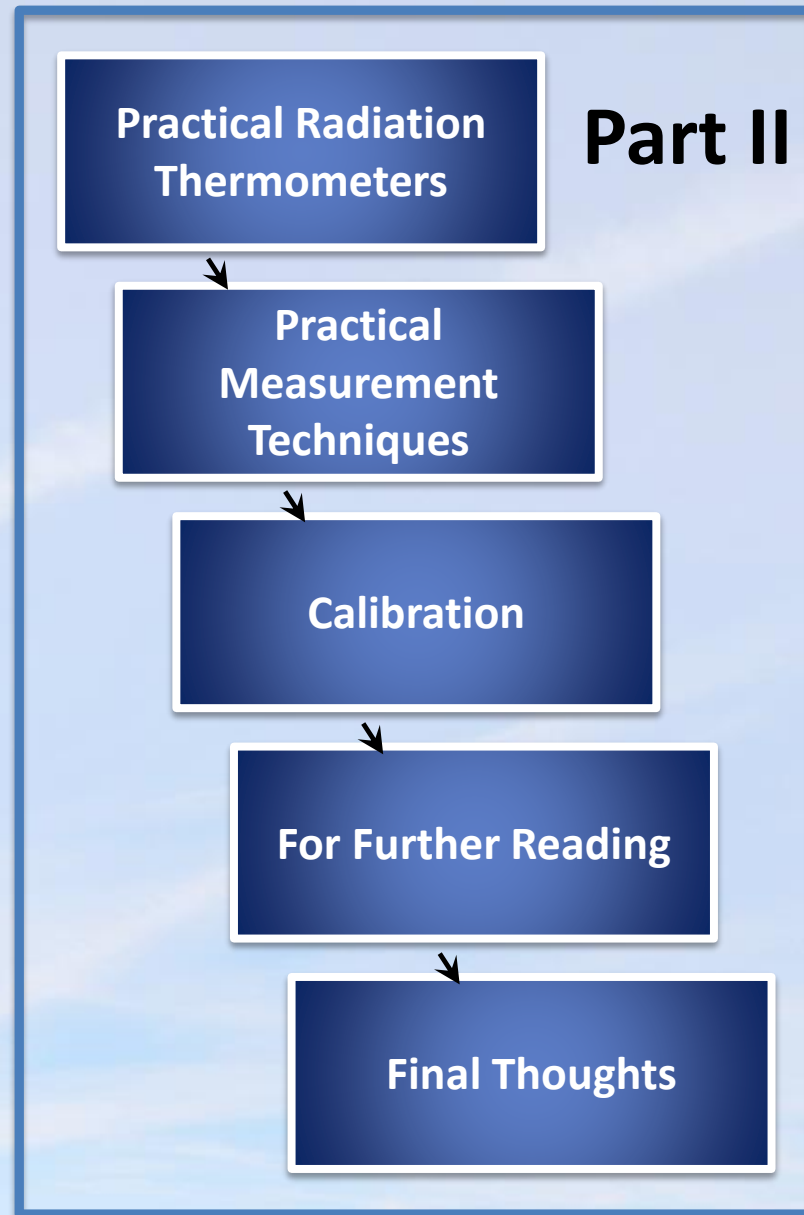 Part II
Practical Radiation
Thermometers
Practical
Measurement
Techniques
Calibration
For Further Reading
Final Thoughts